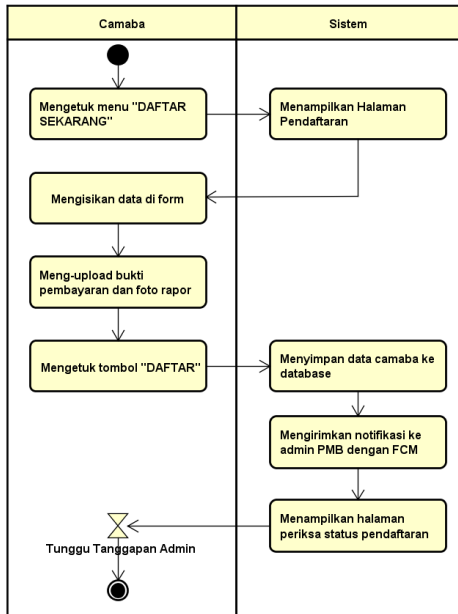 Camaba
Sistem
Mengetuk menu "DAFTAR
SEKARANG"
Menampilkan Halaman
Pendaftaran
Mengisikan data di form
Meng-upload bukti
pembayaran dan foto rapor
Mengetuk tombol "DAFTAR"
Menyimpan data camaba ke
database
Mengirimkan notifikasi ke
admin PMB dengan FCM
Menampilkan halaman
periksa status pendaftaran
Tunggu Tanggapan Admin